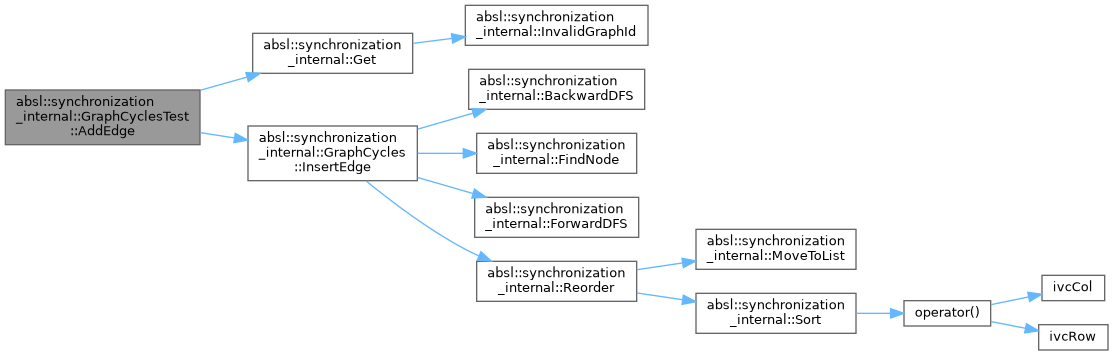 absl::synchronization
_internal::InvalidGraphId
absl::synchronization
_internal::Get
absl::synchronization
_internal::BackwardDFS
absl::synchronization
_internal::GraphCyclesTest
::AddEdge
absl::synchronization
_internal::GraphCycles
::InsertEdge
absl::synchronization
_internal::FindNode
absl::synchronization
_internal::ForwardDFS
absl::synchronization
_internal::MoveToList
absl::synchronization
_internal::Reorder
absl::synchronization
_internal::Sort
operator()
ivcCol
ivcRow